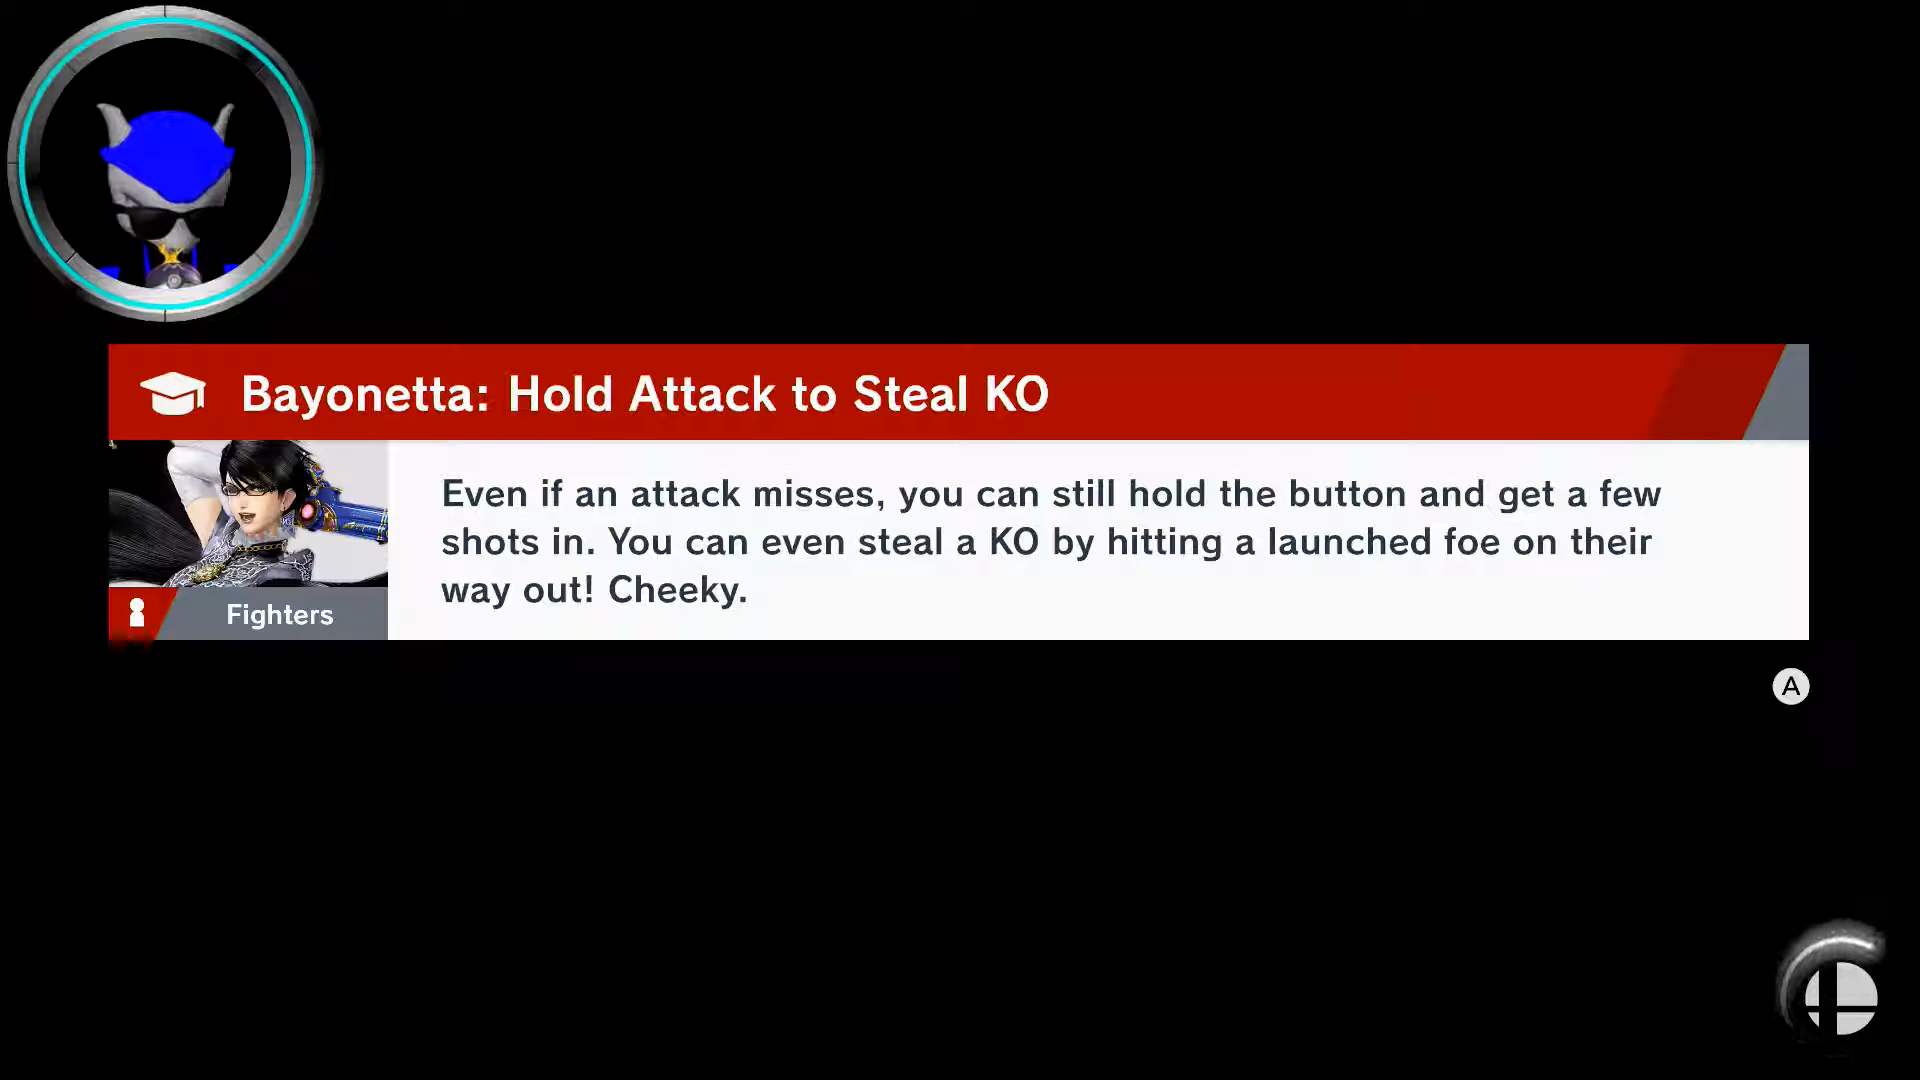 Bayonetta: Hold Attack to Steal KO
Even if an attack misses, you can still hold the button and get a few
shots in. You can even steal a KO by hitting a launched foe on their
way out! Cheeky.
Fighters
A